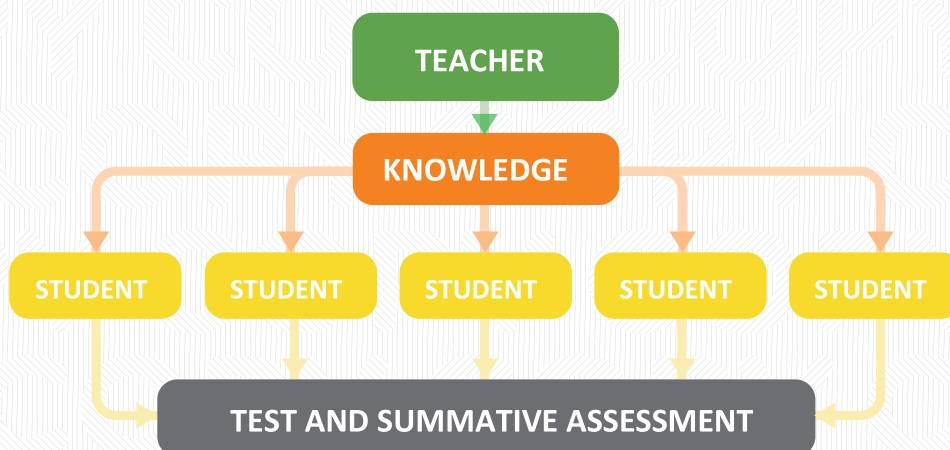 TEACHER
KNOWLEDGE
STUDENT
STUDENT
STUDENT
STUDENT
STUDENT
TEST AND SUMMATIVE ASSESSMENT